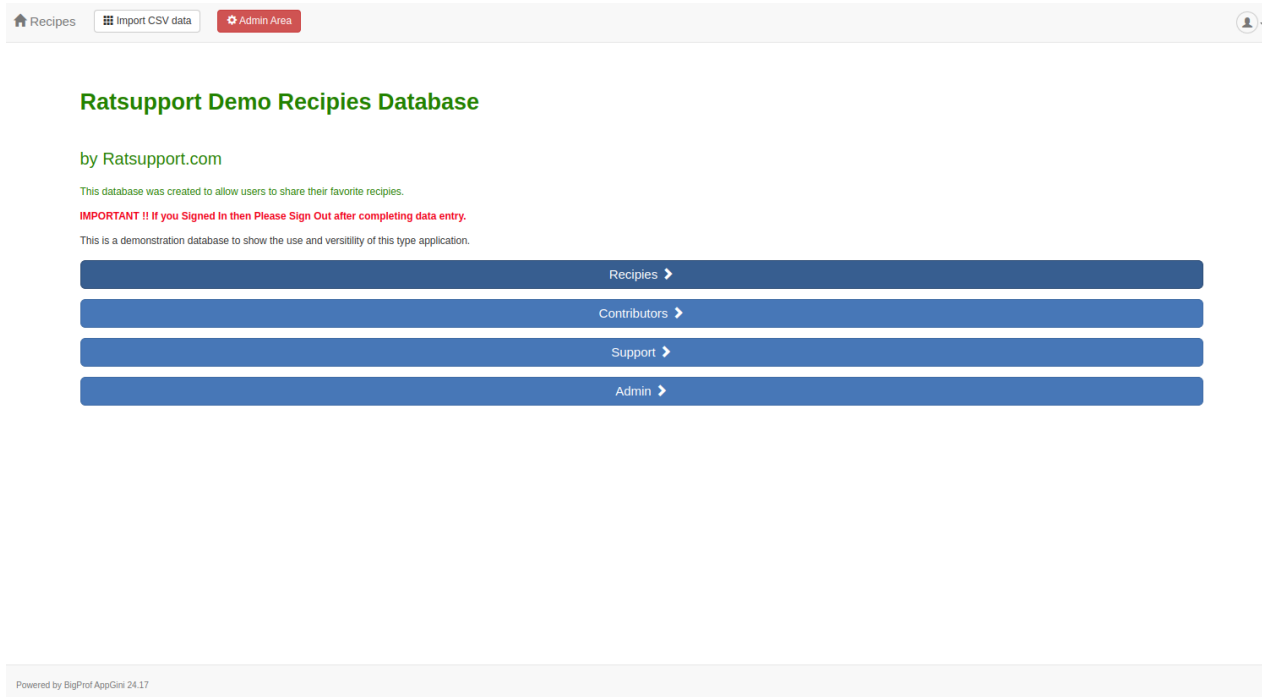 Recipes Import CSV data Admin Area
Ratsupport Demo Recipies Database
by Ratsupport.com
This database was created to allow users to share their favorite recipies.
IMPORTANT !! If you Signed In then Please Sign Out after completing data entry.
This is a demonstration database to show the use and versitility of this type application.
Recipies
Contributors
Support
Admin
Powered by BigProf AppGini 24.17